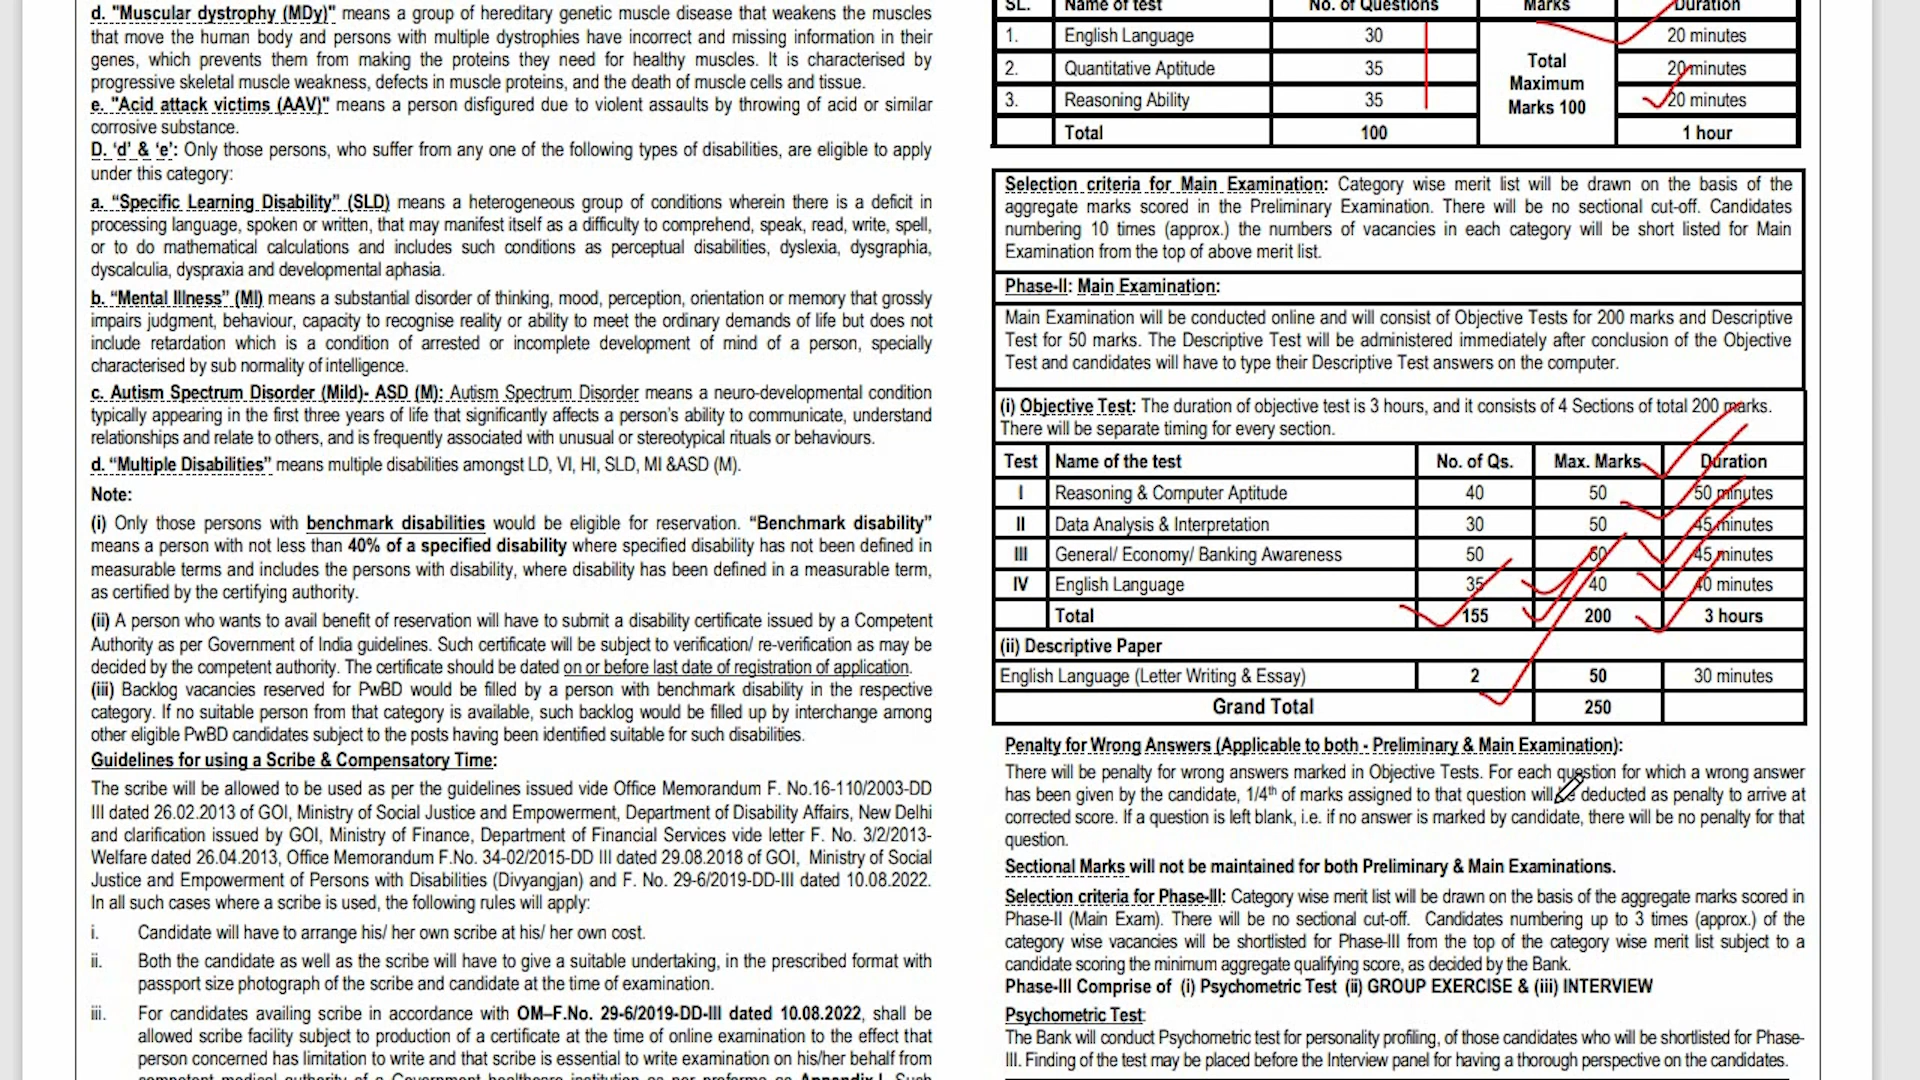 d. "Muscular dystrophy (MDy)" means a group of hereditary genetic muscle disease that weakens the muscles
that move the human body and persons with multiple dystrophies have incorrect and missing information in their
genes, which prevents them from making the proteins they need for healthy muscles. It is characterised by
progressive skeletal muscle weakness, defects in muscle proteins, and the death of muscle cells and tissue.
e. "Acid attack victims (AAV)" means a person disfigured due to violent assaults by throwing of acid or similar
corrosive substance.
D. ‘d’ & ‘e’: Only those persons, who suffer from any one of the following types of disabilities, are eligible to apply
under this category:
a. “Specific Learning Disability” (SLD) means a heterogeneous group of conditions wherein there is a deficit in
processing language, spoken or written, that may manifest itself as a difficulty to comprehend, speak, read, write, spell,
or to do mathematical calculations and includes such conditions as perceptual disabilities, dyslexia, dysgraphia,
dyscalculia, dyspraxia and developmental aphasia.
b. “Mental Illness” (MI) means a substantial disorder of thinking, mood, perception, orientation or memory that grossly
impairs judgment, behaviour, capacity to recognise reality or ability to meet the ordinary demands of life but does not
include retardation which is a condition of arrested or incomplete development of mind of a person, specially
characterised by sub normality of intelligence.
c. Autism Spectrum Disorder (Mild)- ASD (M): Autism Spectrum Disorder means a neuro-developmental condition
typically appearing in the first three years of life that significantly affects a person’s ability to communicate, understand
relationships and relate to others, and is frequently associated with unusual or stereotypical rituals or behaviours.
d. “Multiple Disabilities” means multiple disabilities amongst LD, VI, HI, SLD, MI &ASD (M).
Note:
(i) Only those persons with benchmark disabilities would be eligible for reservation. “Benchmark disability”
means a person with not less than 40% of a specified disability where specified disability has not been defined in
measurable terms and includes the persons with disability, where disability has been defined in a measurable term,
as certified by the certifying authority.
(ii) A person who wants to avail benefit of reservation will have to submit a disability certificate issued by a Competent
Authority as per Government of India guidelines. Such certificate will be subject to verification/ re-verification as may be
decided by the competent authority. The certificate should be dated on or before last date of registration of application.
(iii) Backlog vacancies reserved for PwBD would be filled by a person with benchmark disability in the respective
category. If no suitable person from that category is available, such backlog would be filled up by interchange among
other eligible PwBD candidates subject to the posts having been identified suitable for such disabilities.
Guidelines for using a Scribe & Compensatory Time:
The scribe will be allowed to be used as per the guidelines issued vide Office Memorandum F. No.16-110/2003-DD
III dated 26.02.2013 of GOI, Ministry of Social Justice and Empowerment, Department of Disability Affairs, New Delhi
and clarification issued by GOI, Ministry of Finance, Department of Financial Services vide letter F. No. 3/2/2013-
Welfare dated 26.04.2013, Office Memorandum F.No. 34-02/2015-DD III dated 29.08.2018 of GOI, Ministry of Social
Justice and Empowerment of Persons with Disabilities (Divyangjan) and F. No. 29-6/2019-DD-III dated 10.08.2022.
In all such cases where a scribe is used, the following rules will apply:
i. Candidate will have to arrange his/ her own scribe at his/ her own cost.
ii. Both the candidate as well as the scribe will have to give a suitable undertaking, in the prescribed format with
passport size photograph of the scribe and candidate at the time of examination.
iii. For candidates availing scribe in accordance with OM–F.No. 29-6/2019-DD-III dated 10.08.2022, shall be
allowed scribe facility subject to production of a certificate at the time of online examination to the effect that
person concerned has limitation to write and that scribe is essential to write examination on his/her behalf from
competent medical authority of a Government healthcare institution as per proforma as Appendix-I. Such
SL. Name of test No. of Questions Marks Duration
1. English Language 30 20 minutes
2. Quantitative Aptitude 35 20 minutes
3. Reasoning Ability 35 20 minutes
Total
Maximum
Marks 100
Total 100 1 hour
Selection criteria for Main Examination: Category wise merit list will be drawn on the basis of the
aggregate marks scored in the Preliminary Examination. There will be no sectional cut-off. Candidates
numbering 10 times (approx.) the numbers of vacancies in each category will be short listed for Main
Examination from the top of above merit list.
Phase-II: Main Examination:
Main Examination will be conducted online and will consist of Objective Tests for 200 marks and Descriptive
Test for 50 marks. The Descriptive Test will be administered immediately after conclusion of the Objective
Test and candidates will have to type their Descriptive Test answers on the computer.
(i) Objective Test: The duration of objective test is 3 hours, and it consists of 4 Sections of total 200 marks.
There will be separate timing for every section.
Test Name of the test No. of Qs. Max. Marks Duration
I Reasoning & Computer Aptitude 40 50 50 minutes
II Data Analysis & Interpretation 30 50 45 minutes
III General/ Economy/ Banking Awareness 50 60 45 minutes
IV English Language 35 40 40 minutes
Total 155 200 3 hours
(ii) Descriptive Paper
English Language (Letter Writing & Essay) 2 50 30 minutes
Grand Total 250
Penalty for Wrong Answers (Applicable to both - Preliminary & Main Examination):
There will be penalty for wrong answers marked in Objective Tests. For each question for which a wrong answer
has been given by the candidate, 1/4th of marks assigned to that question will be deducted as penalty to arrive at
corrected score. If a question is left blank, i.e. if no answer is marked by candidate, there will be no penalty for that
question.
Sectional Marks will not be maintained for both Preliminary & Main Examinations.
Selection criteria for Phase-III: Category wise merit list will be drawn on the basis of the aggregate marks scored in
Phase-II (Main Exam). There will be no sectional cut-off. Candidates numbering up to 3 times (approx.) of the
category wise vacancies will be shortlisted for Phase-III from the top of the category wise merit list subject to a
candidate scoring the minimum aggregate qualifying score, as decided by the Bank.
Phase-III Comprise of (i) Psychometric Test (ii) GROUP EXERCISE & (iii) INTERVIEW
Psychometric Test:
The Bank will conduct Psychometric test for personality profiling, of those candidates who will be shortlisted for Phase-
III. Finding of the test may be placed before the Interview panel for having a thorough perspective on the candidates.